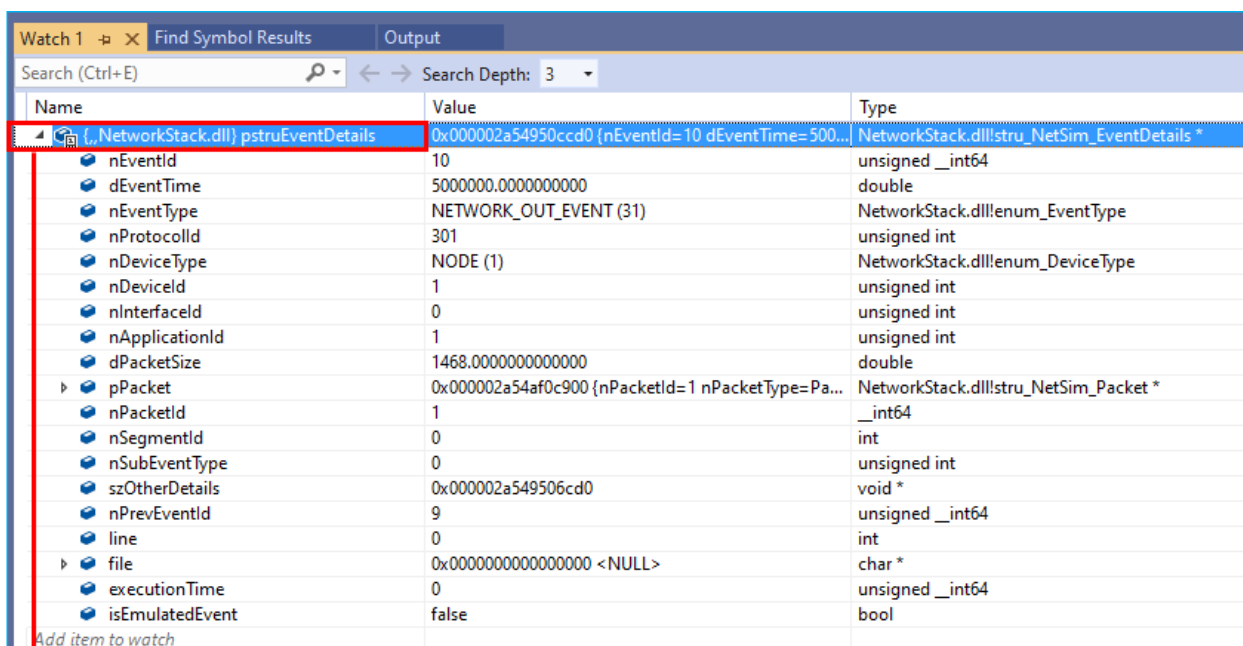 Watch 1 Find Symbol Results Output
Search (Ctrl+E) Search Depth: 3
Name Value Type
{,,NetworkStack.dll} pstruEventDetails 0x000002a54950ccd0 {nEventId=10 dEventTime=500... NetworkStack.dll!stru_NetSim_EventDetails *
nEventId 10 unsigned __int64
dEventTime 5000000.0000000000 double
nEventType NETWORK_OUT_EVENT (31) NetworkStack.dll!enum_EventType
nProtocolId 301 unsigned int
nDeviceType NODE (1) NetworkStack.dll!enum_DeviceType
nDeviceId 1 unsigned int
nInterfaceId 0 unsigned int
nApplicationId 1 unsigned int
dPacketSize 1468.0000000000000 double
pPacket 0x000002a54af0c900 {nPacketId=1 nPacketType=Pa... NetworkStack.dll!stru_NetSim_Packet *
nPacketId 1 __int64
nSegmentId 0 int
nSubEventType 0 unsigned int
szOtherDetails 0x000002a549506cd0 void *
nPrevEventId 9 unsigned __int64
line 0 int
file 0x0000000000000000 <NULL> char *
executionTime 0 unsigned __int64
isEmulatedEvent false bool
Add item to watch